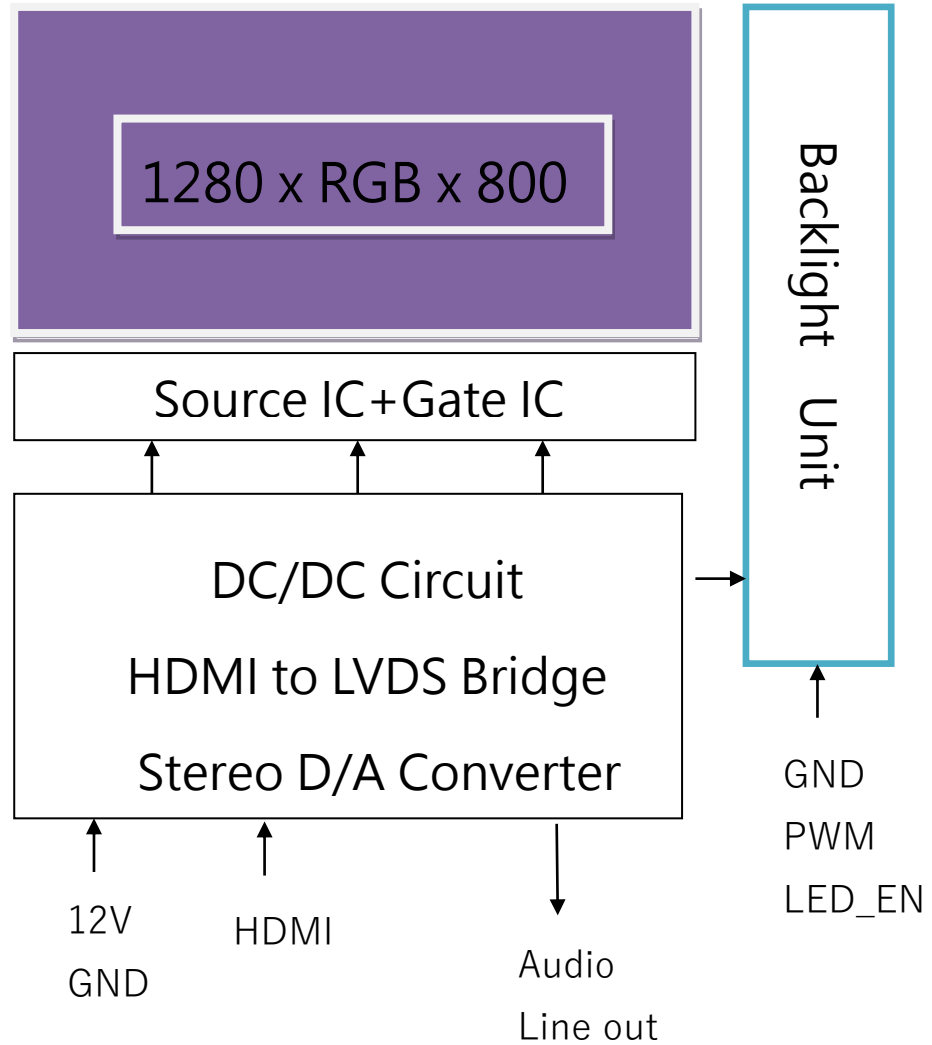 1280 x RGB x 800
Source IC+Gate IC
DC/DC Circuit
HDMI to LVDS Bridge
Stereo D/A Converter
Backlight Unit
12V
GND
HDMI
Audio
Line out
GND
PWM
LED_EN